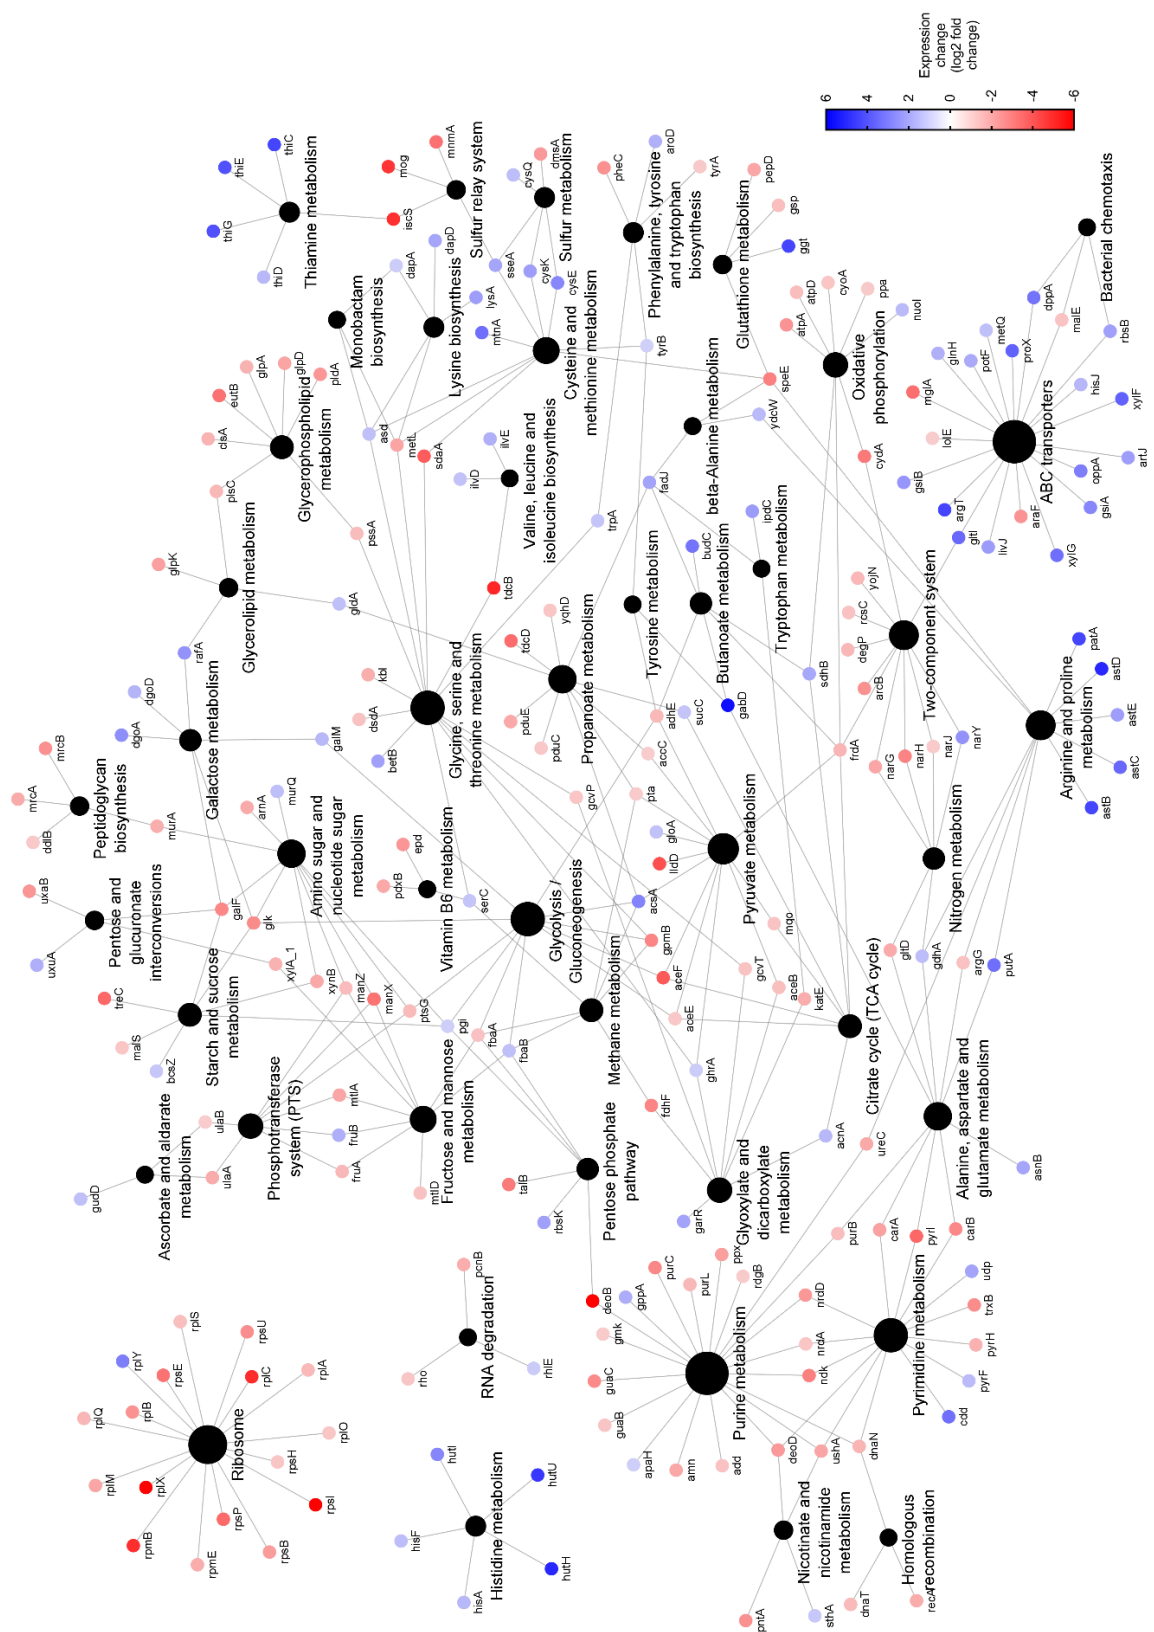 Ribosome
rplS
rpsU
rplY
rpsE
rplC
rplA
rplQ
rplB
rplO
rplM
rplX
rpsH
rpmB
rpsP
rpsI
rpmE
rpsB
RNA degradation
pcnB
rho
rhlE
Histidine metabolism
hutI
hutU
hisF
hisA
hutH
Ascorbate and aldarate
metabolism
gudD
ulaB
ulaA
Phosphotransferase
system (PTS)
mtlA
fruB
fruA
Fructose and mannose
metabolism
mtlD
Starch and sucrose
metabolism
treC
malS
bcsZ
Pentose and
glucuronate
interconversions
uxaB
uxuA
galF
glk
xylA_1
xynB
manZ
manX
ptsG
pgi
fbaA
fbaB
Peptidoglycan
biosynthesis
mrcB
mrcA
ddlB
murA
Amino sugar and
nucleotide sugar
metabolism
arnA
murQ
Galactose metabolism
dgoD
dgoA
rafA
galM
Glycerolipid metabolism
glpK
gldA
plsC
Glycerophospholipid
metabolism
clsA
eutB
glpA
glpD
pldA
pssA
Thiamine metabolism
thiE
thiC
thiG
thiD
iscS
Sulfur relay system
mog
mnmA
sseA
Sulfur metabolism
cysQ
dmsA
cysK
cysE
Monobactam
biosynthesis
dapA
dapD
Lysine biosynthesis
lysA
mtnA
Cysteine and
methionine metabolism
tyrB
asd
metL
sdaA
Valine, leucine and
isoleucine biosynthesis
ilvE
ilvD
tdcB
trpA
Phenylalanine, tyrosine
and tryptophan
biosynthesis
pheC
aroD
tyrA
Glutathione metabolism
pepD
gsp
ggt
speE
beta-Alanine metabolism
ydcW
fadJ
Oxidative
phosphorylation
atpD
cyoA
ppa
atpA
nuoI
cydA
Glycine, serine and
threonine metabolism
kbl
dsdA
betB
gcvP
Vitamin B6 metabolism
epd
pdxB
serC
Glycolysis /
Gluconeogenesis
Propanoate metabolism
yqhD
tdcD
pduE
pduC
Tyrosine metabolism
Butanoate metabolism
budC
gabD
adhE
sucC
accC
pta
Tryptophan metabolism
ipdC
sdhB
frdA
Pyruvate metabolism
gloA
lldD
acsA
gpmB
aceF
mqo
gcvT
aceB
katE
aceE
Methane metabolism
ghrA
fdhF
Citrate cycle (TCA cycle)
acnA
Pentose phosphate
pathway
talB
rbsK
deoB
Glyoxylate and
dicarboxylate
metabolism
garR
Purine metabolism
ppx
purC
purL
rdgB
gppA
gmk
guaC
guaB
apaH
amn
add
nrdD
nrdA
ndk
deoD
ushA
dnaN
Pyrimidine metabolism
purB
carA
pyrI
carB
udp
trxB
pyrH
pyrF
cdd
Nicotinate and
nicotinamide
metabolism
pntA
sthA
Homologous
recombination
dnaT
recA
Alanine, aspartate and
glutamate metabolism
ureC
asnB
gltD
gdhA
argG
putA
Nitrogen metabolism
narG
narH
narJ
narY
Two-component system
yojN
rcsC
degP
arcB
Arginine and proline
metabolism
patA
astD
astE
astC
astB
ABC transporters
glnH
metQ
potF
proX
mglA
hisJ
xylF
lolE
gsiB
argT
gltI
livJ
araF
xylG
gsiA
oppA
artJ
Bacterial chemotaxis
dppA
malE
rbsB
Expression
change
(log2 fold
change)
6
4
2
0
-2
-4
-6